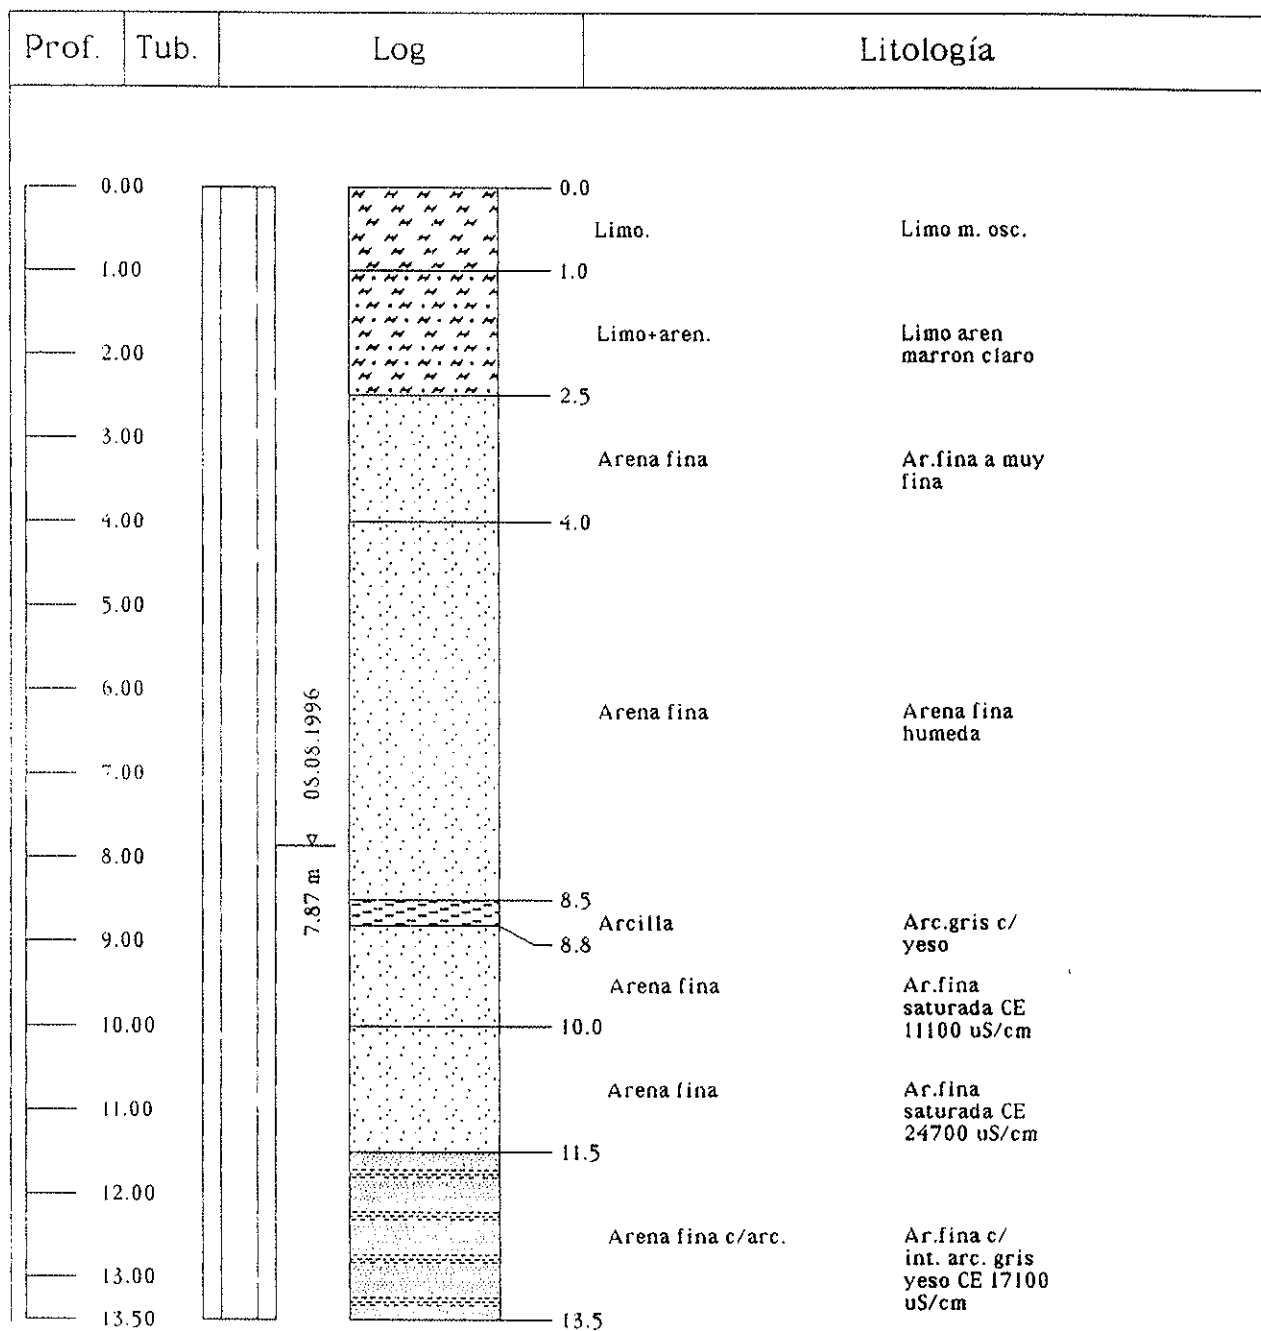 Prof. Tub. Log Litología
0.00 0.0
Limo. Limo m. osc.
1.00 1.0
Limo+aren. Limo aren
2.00 marron claro
2.5
3.00
Arena fina Ar.fina a muy
fina
4.00 4.0
5.00
6.00
Arena fina Arena fina
humeda
7.00
05.08.1996
8.00
7.87 m
8.5
Arcilla Arc.gris c/
9.00 8.8 yeso
Arena fina Ar.fina
saturada CE
10.00 10.0 11100 uS/cm
Arena fina Ar.fina
11.00 saturada CE
24700 uS/cm
11.5
12.00
Arena fina c/arc. Ar.fina c/
int. arc. gris
13.00 yeso CE 17100
uS/cm
13.50 13.5